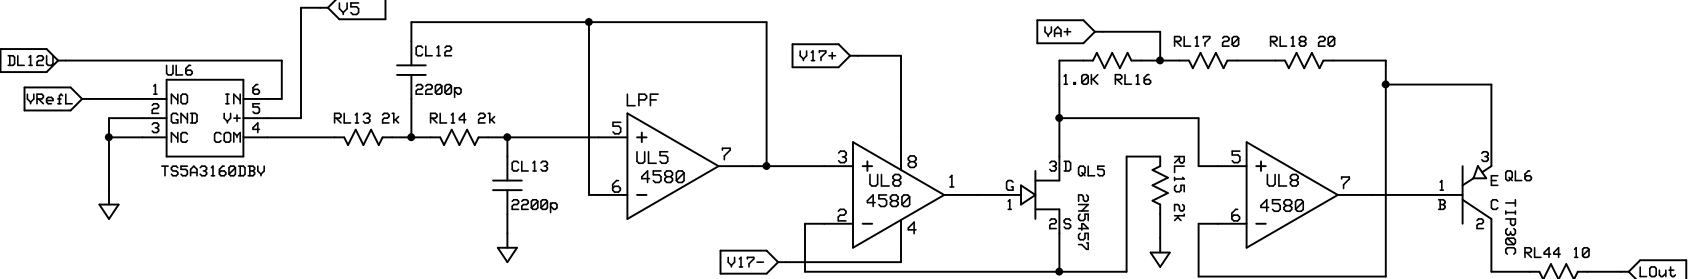 V5
DL12U
UL6
VRefL
1 NO IN 6
2 GND V+ 5
3 NC COM 4
TS5A3160DBV
RL13 2k
CL12
2200p
RL14 2k
CL13
2200p
LPF
5 +
UL5
4580
7
6 −
V17+
3 +
8
UL8
4580
1
2 −
4
V17-
VA+
1.0K RL16
RL17 20
RL18 20
3 D QL5
G
1
2 S
2N5457
RL15 2k
5 +
UL8
4580
7
6 −
3
1 E QL6
B C
2
TIP30C
RL44 10
LOut